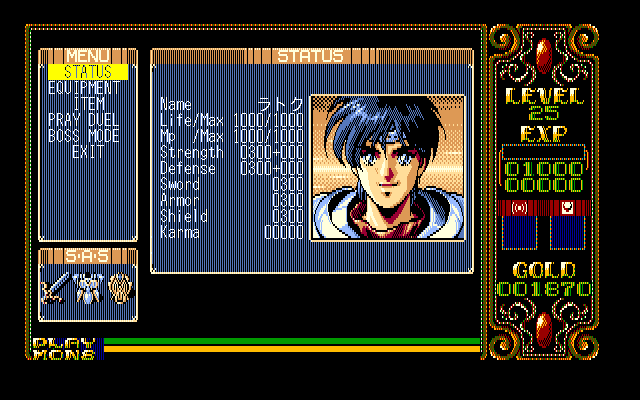 MENU
STATUS
EQUIPMENT
ITEM
PRAY DUEL
BOSS MODE
EXIT
S·A·S
STATUS
Name ラトク
Life/Max 1000/1000
Mp /Max 1000/1000
Strength 0300+000
Defense 0300+000
Sword 0300
Armor 0300
Shield 0300
Karma 00000
LEVEL
25
EXP
01000
00000
GOLD
001670
PLAY
MONS